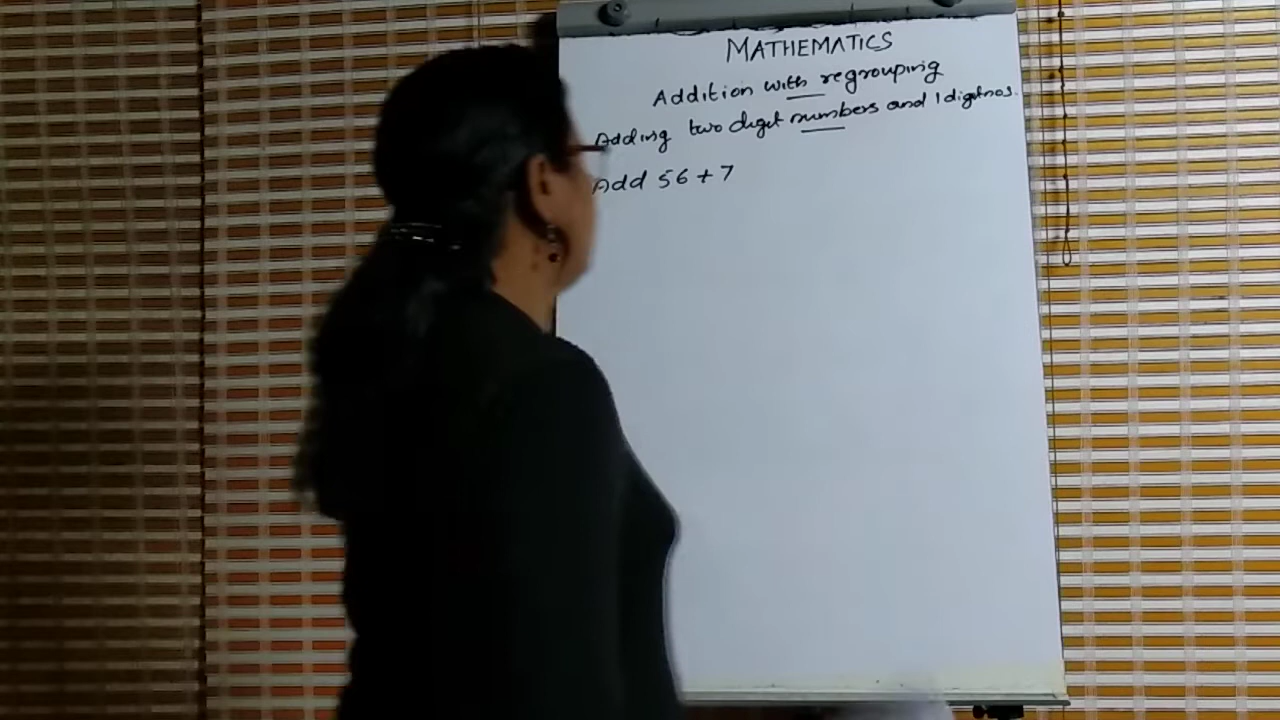 MATHEMATICS
Addition with regrouping
Adding two digit numbers and 1 digit nos.
Add 56 + 7